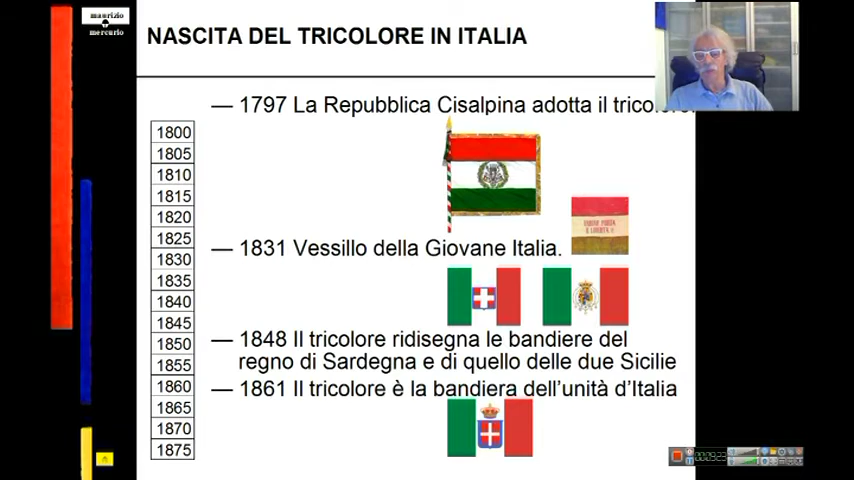 maurizio
mercurio
NASCITA DEL TRICOLORE IN ITALIA
— 1797 La Repubblica Cisalpina adotta il tricolore.
1800
1805
1810
1815
1820
1825
— 1831 Vessillo della Giovane Italia.
1830
1835
1840
1845
— 1848 Il tricolore ridisegna le bandiere del
regno di Sardegna e di quello delle due Sicilie
1850
1855
— 1861 Il tricolore è la bandiera dell'unità d'Italia
1860
1865
1870
1875